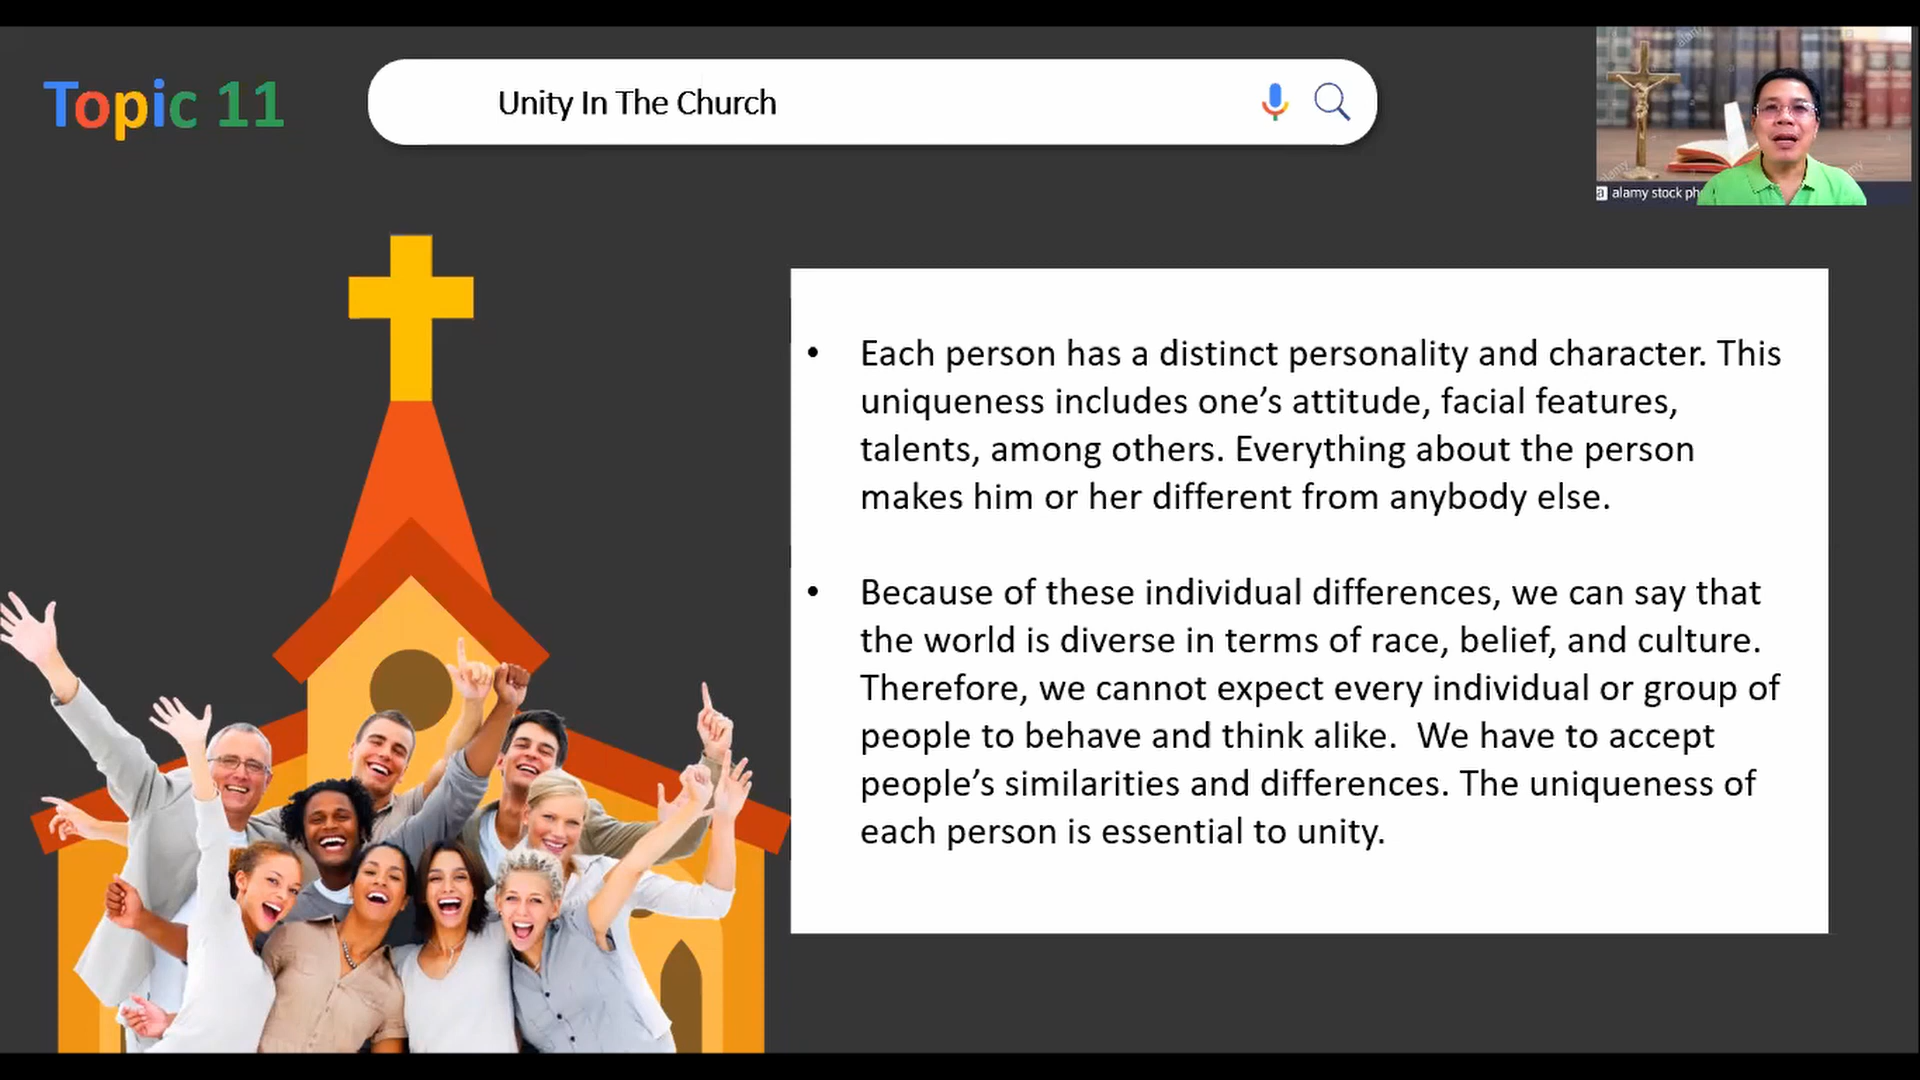 Topic 11
Unity In The Church
a alamy stock ph
• Each person has a distinct personality and character. This
uniqueness includes one’s attitude, facial features,
talents, among others. Everything about the person
makes him or her different from anybody else.
• Because of these individual differences, we can say that
the world is diverse in terms of race, belief, and culture.
Therefore, we cannot expect every individual or group of
people to behave and think alike.  We have to accept
people’s similarities and differences. The uniqueness of
each person is essential to unity.